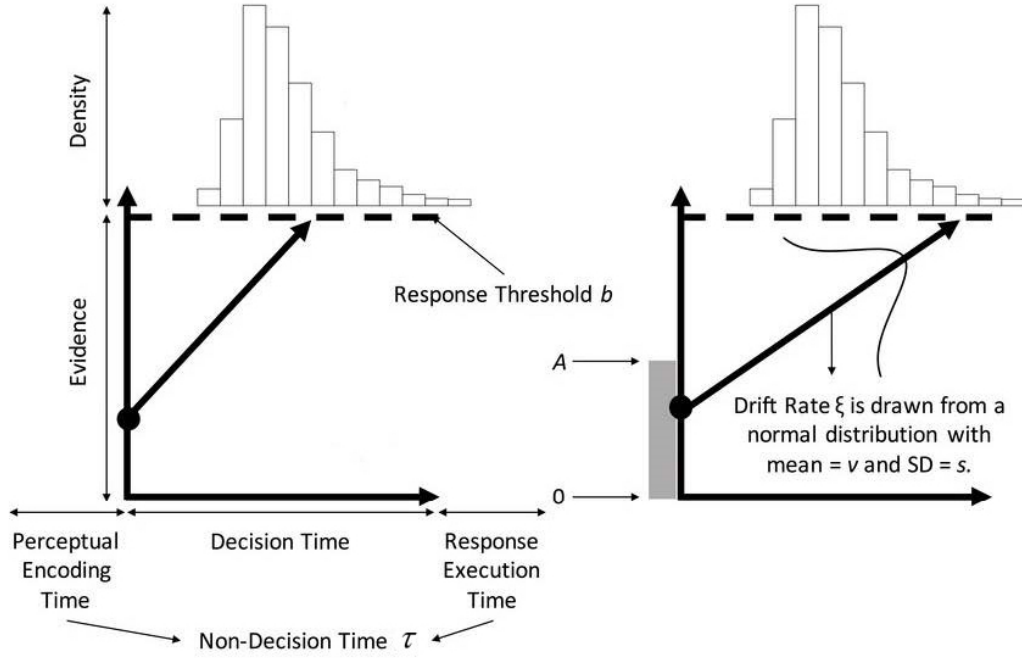 Density
Evidence
Response Threshold b
A
0
Drift Rate ξ is drawn from a
normal distribution with
mean = v and SD = s.
Perceptual
Encoding
Time
Decision Time
Response
Execution
Time
Non-Decision Time τ